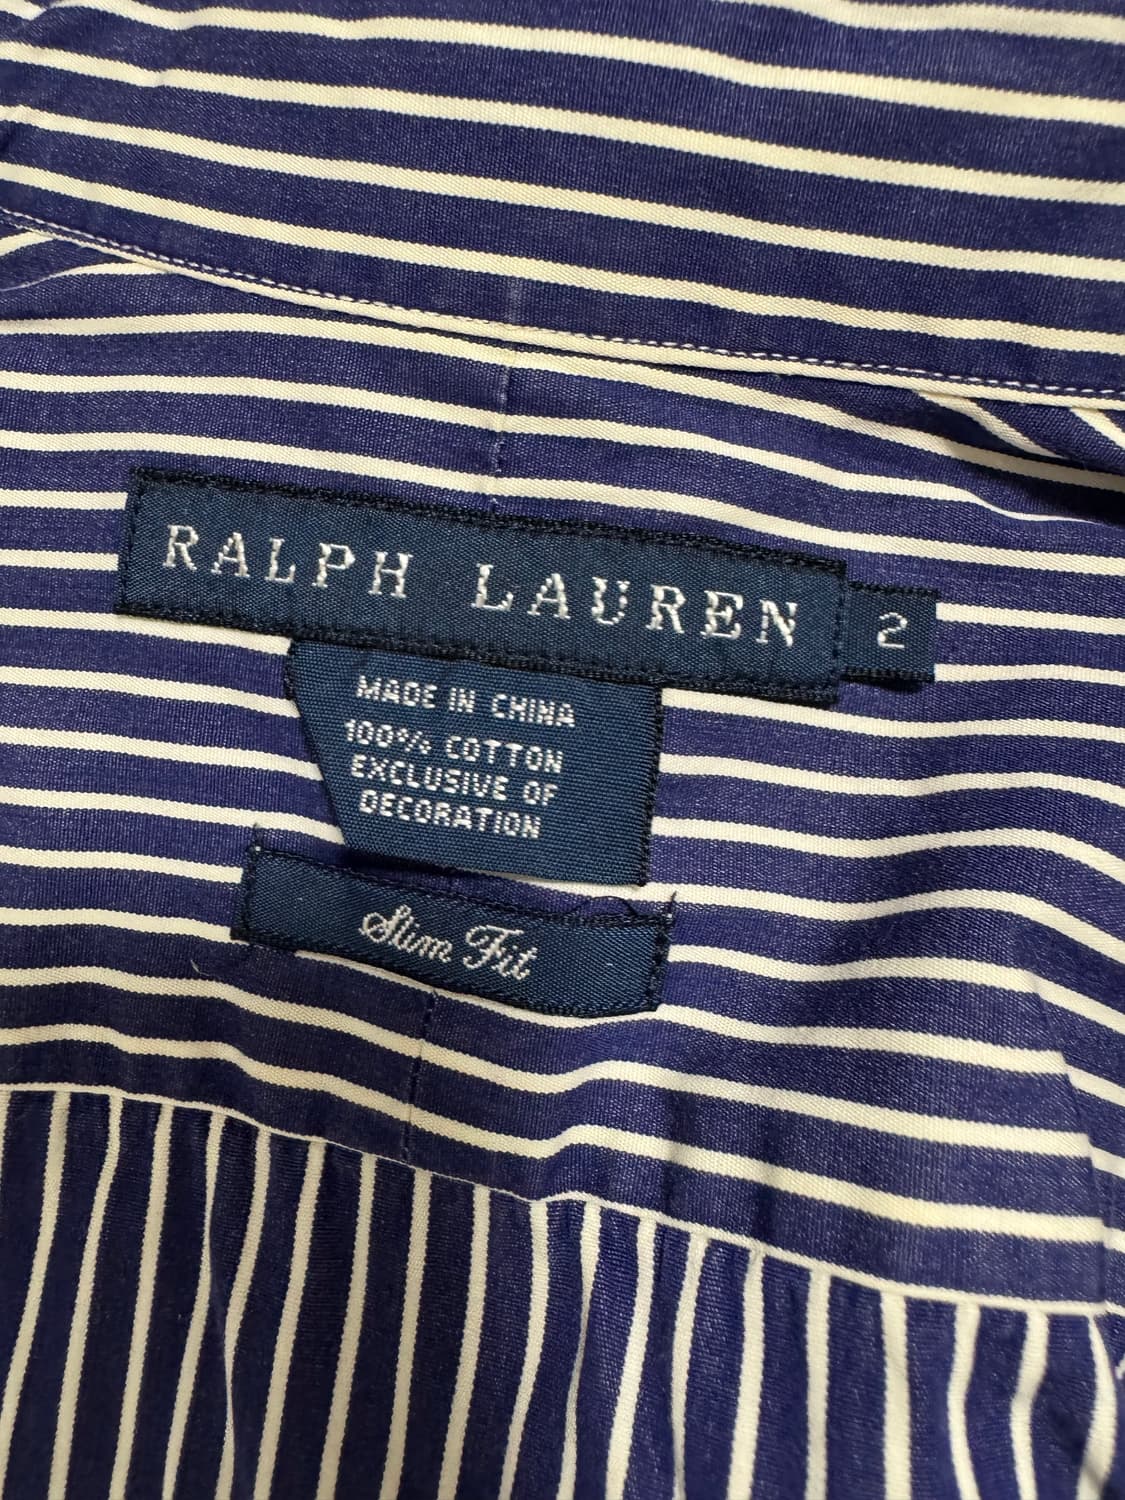 RALPH LAUREN 2
MADE IN CHINA
100% COTTON
EXCLUSIVE OF
DECORATION
Slim Fit